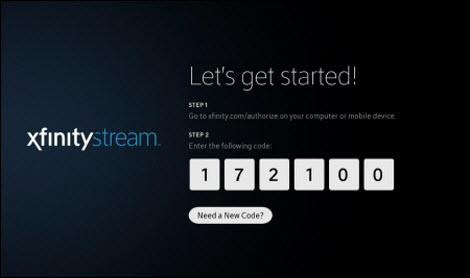 Let's get started!
STEP 1
Go to xfinity.com/authorize on your computer or mobile device.
xfinitystream
STEP 2
Enter the following code:
1 7 2 1 0 0
Need a New Code?